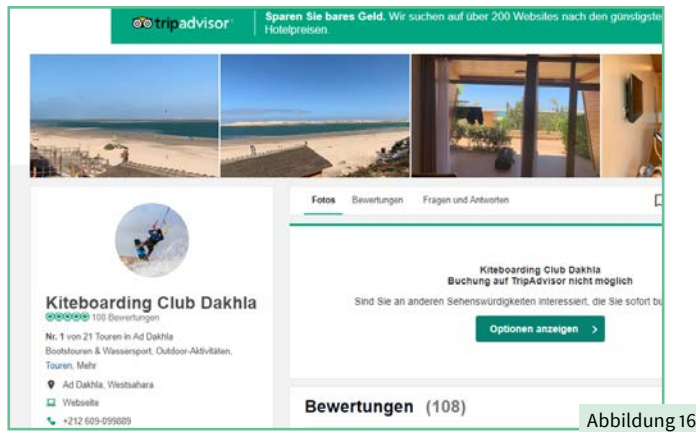 tripadvisor
Sparen Sie bares Geld. Wir suchen auf über 200 Websites nach den günstigste
Hotelpreisen.
Fotos Bewertungen Fragen und Antworten
Kiteboarding Club Dakhla
Buchung auf TripAdvisor nicht möglich
Sind Sie an anderen Sehenswürdigkeiten interessiert, die Sie sofort bu
Optionen anzeigen
Kiteboarding Club Dakhla
108 Bewertungen
Nr. 1 von 21 Touren in Ad Dakhla
Bootstouren & Wassersport, Outdoor-Aktivitäten,
Touren, Mehr
Ad Dakhla, Westsahara
Webseite
+212 609-099889
Bewertungen (108)
Abbildung 16